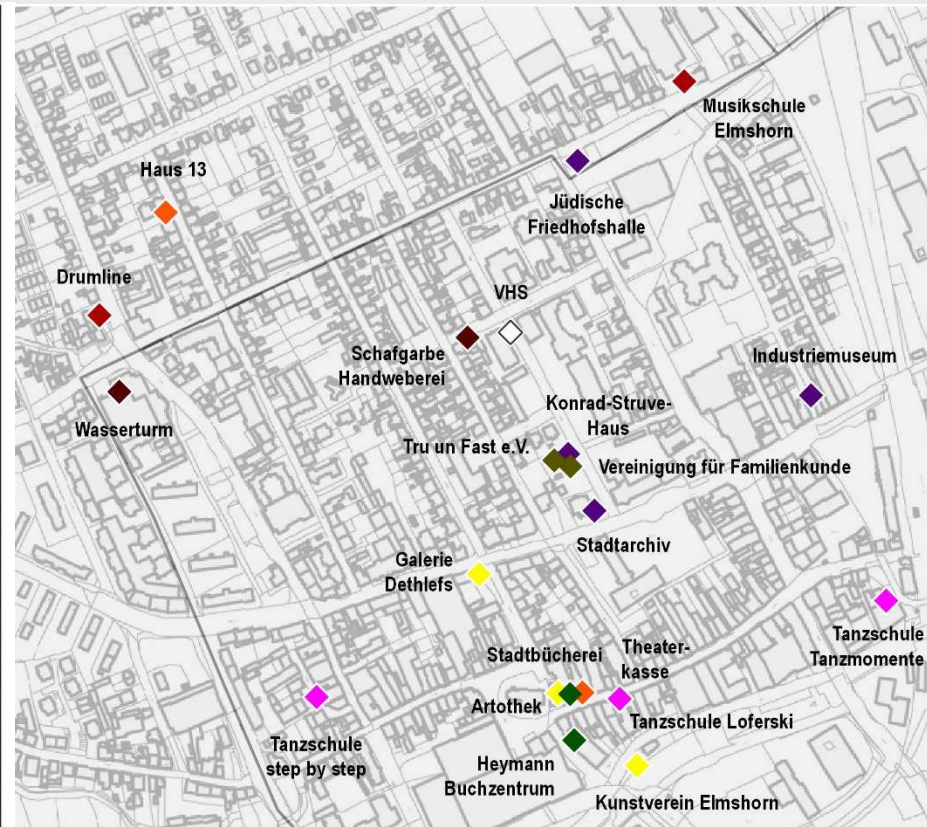 Musikschule
Elmshorn
Haus 13
Jüdische
Friedhofshalle
Drumline
VHS
Schafgarbe
Handweberei
Industriemuseum
Wasserturm
Konrad-Struve-
Haus
Tru un Fast e.V.
Vereinigung für Familienkunde
Stadtarchiv
Galerie
Dethlefs
Tanzschule
Tanzmomente
Stadtbücherei
Theater-
kasse
Artothek
Tanzschule Loferski
Tanzschule
step by step
Heymann
Buchzentrum
Kunstverein Elmshorn